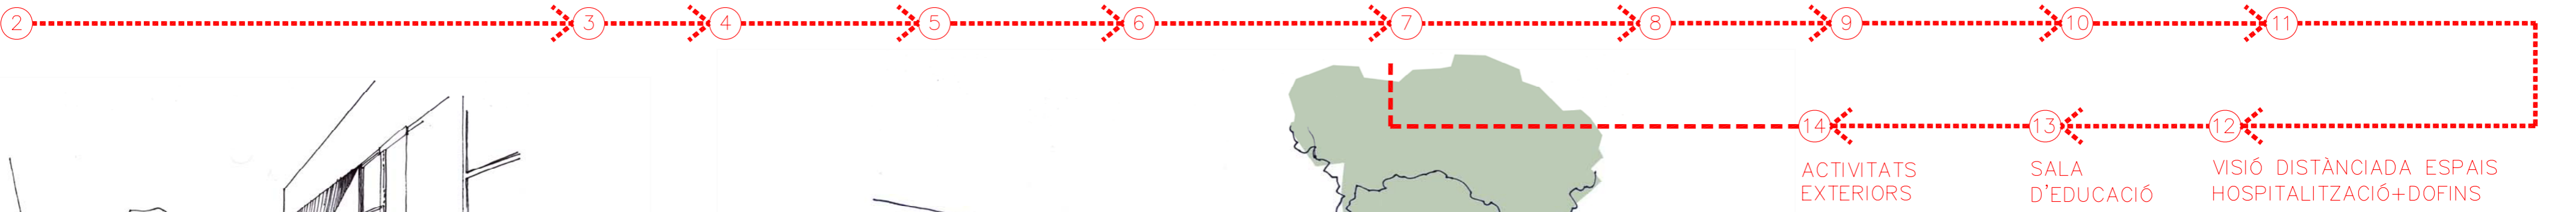 2 3 4 5 6 7 8 9 10 11
14 13 12
ACTIVITATS
EXTERIORS
SALA
D'EDUCACIÓ
VISIÓ DISTÀNCIADA ESPAIS
HOSPITALITZACIÓ+DOFINS